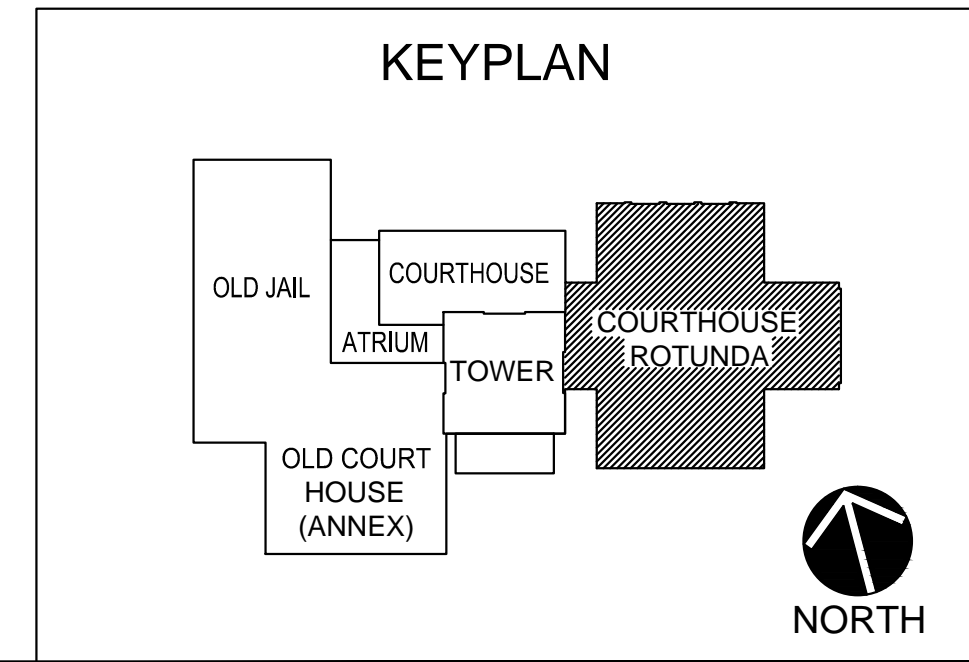 KEYPLAN
OLD JAIL
COURTHOUSE
ATRIUM
TOWER
COURTHOUSE
ROTUNDA
OLD COURT
HOUSE
(ANNEX)
NORTH